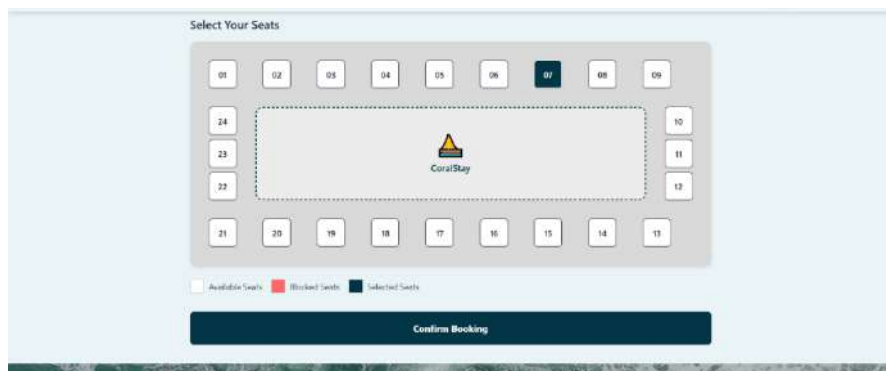 Select Your Seats
01 02 03 04 05 06 07 08 09
24 10
23 11
CoralStay
22 12
21 20 19 18 17 16 15 14 13
Available Seats Blocked Seats Selected Seats
Confirm Booking